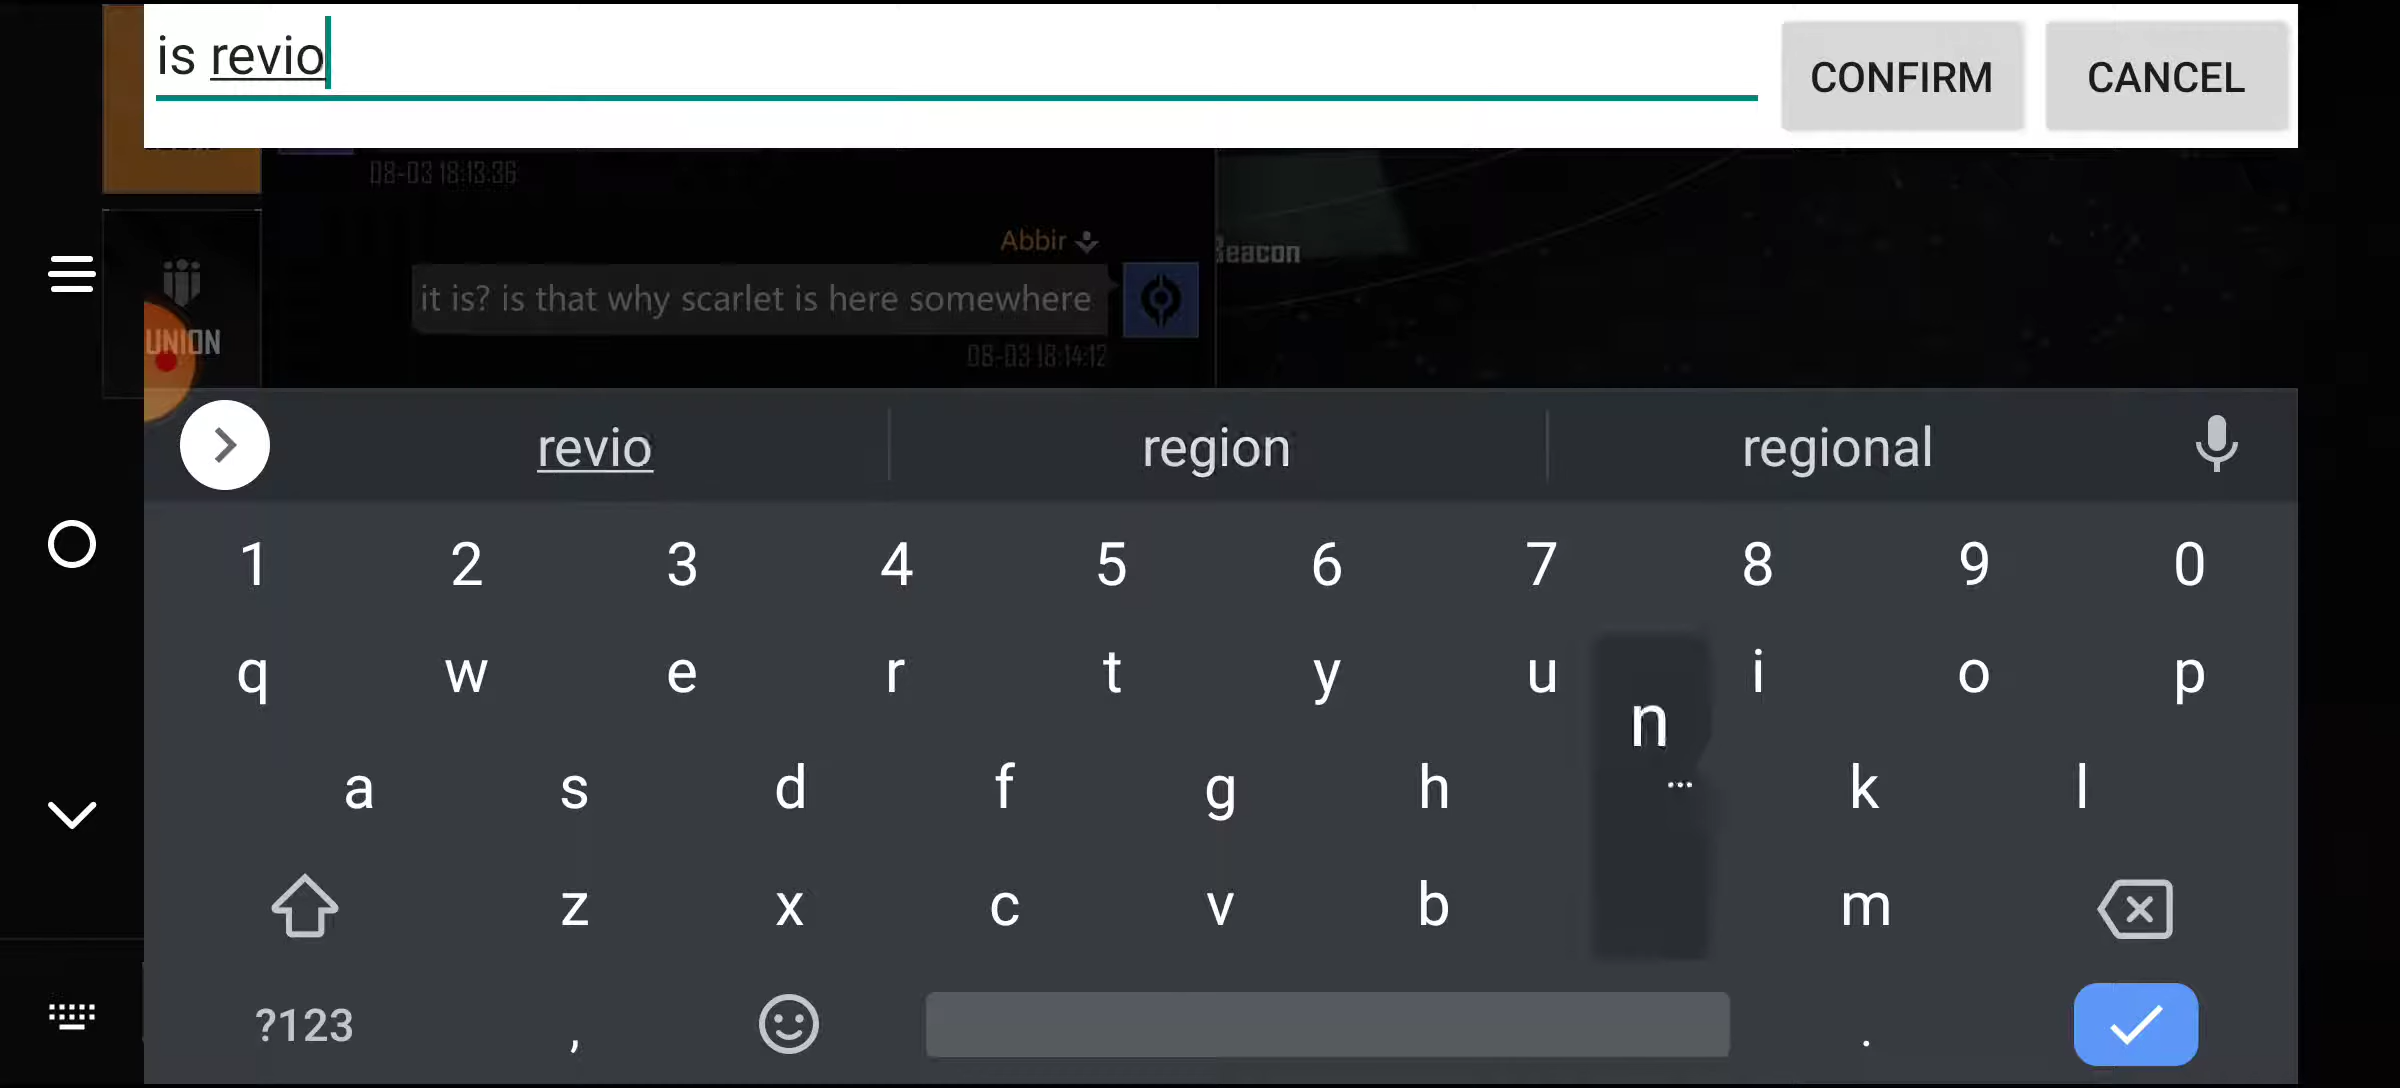 is revio
CONFIRM
CANCEL
08-03 18:13:36
Abbir
it is? is that why scarlet is here somewhere
08-03 18:14:12
Beacon
UNION
revio
region
regional
1 2 3 4 5 6 7 8 9 0
q w e r t y u i o p
n
a s d f g h k l
z x c v b m
?123 , .